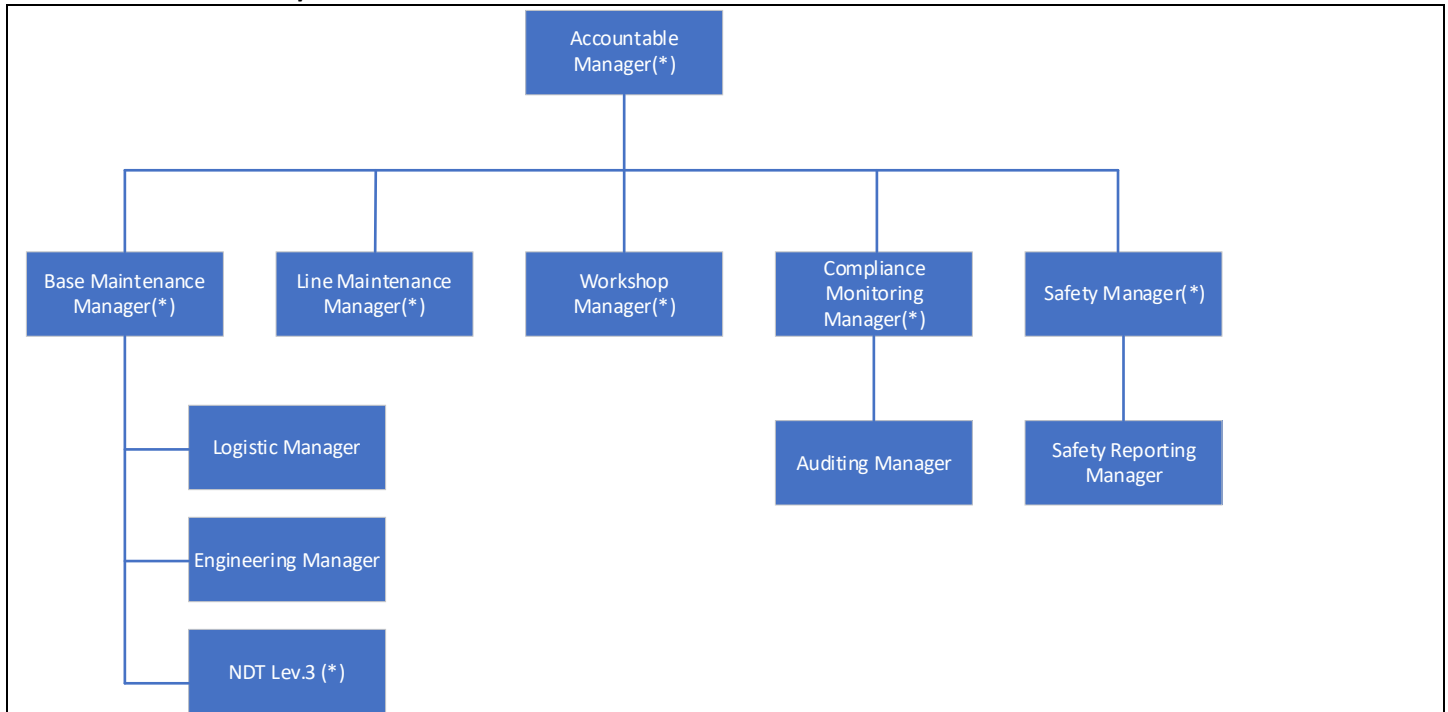 Accountable
Manager(*)
Base Maintenance
Manager(*)
Line Maintenance
Manager(*)
Workshop
Manager(*)
Compliance
Monitoring
Manager(*)
Safety Manager(*)
Logistic Manager
Auditing Manager
Safety Reporting
Manager
Engineering Manager
NDT Lev.3 (*)